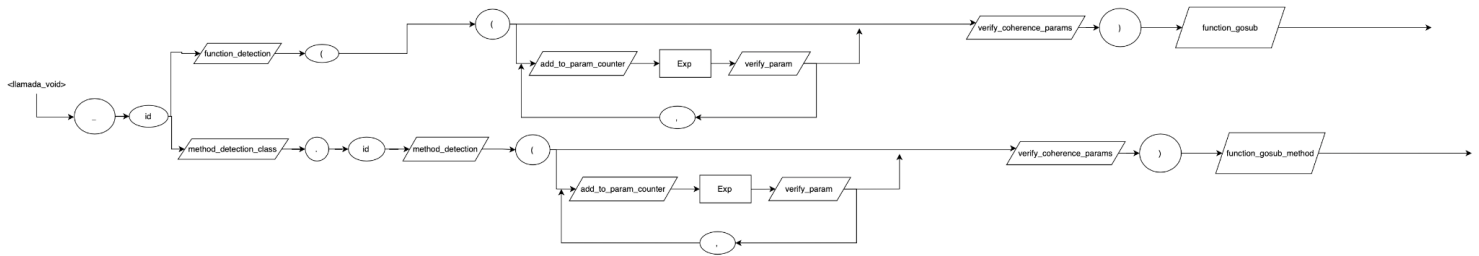 <llamada_void>
_
id
function_detection
(
(
add_to_param_counter
Exp
verify_param
,
verify_coherence_params
)
function_gosub
method_detection_class
.
id
method_detection
(
add_to_param_counter
Exp
verify_param
,
verify_coherence_params
)
function_gosub_method